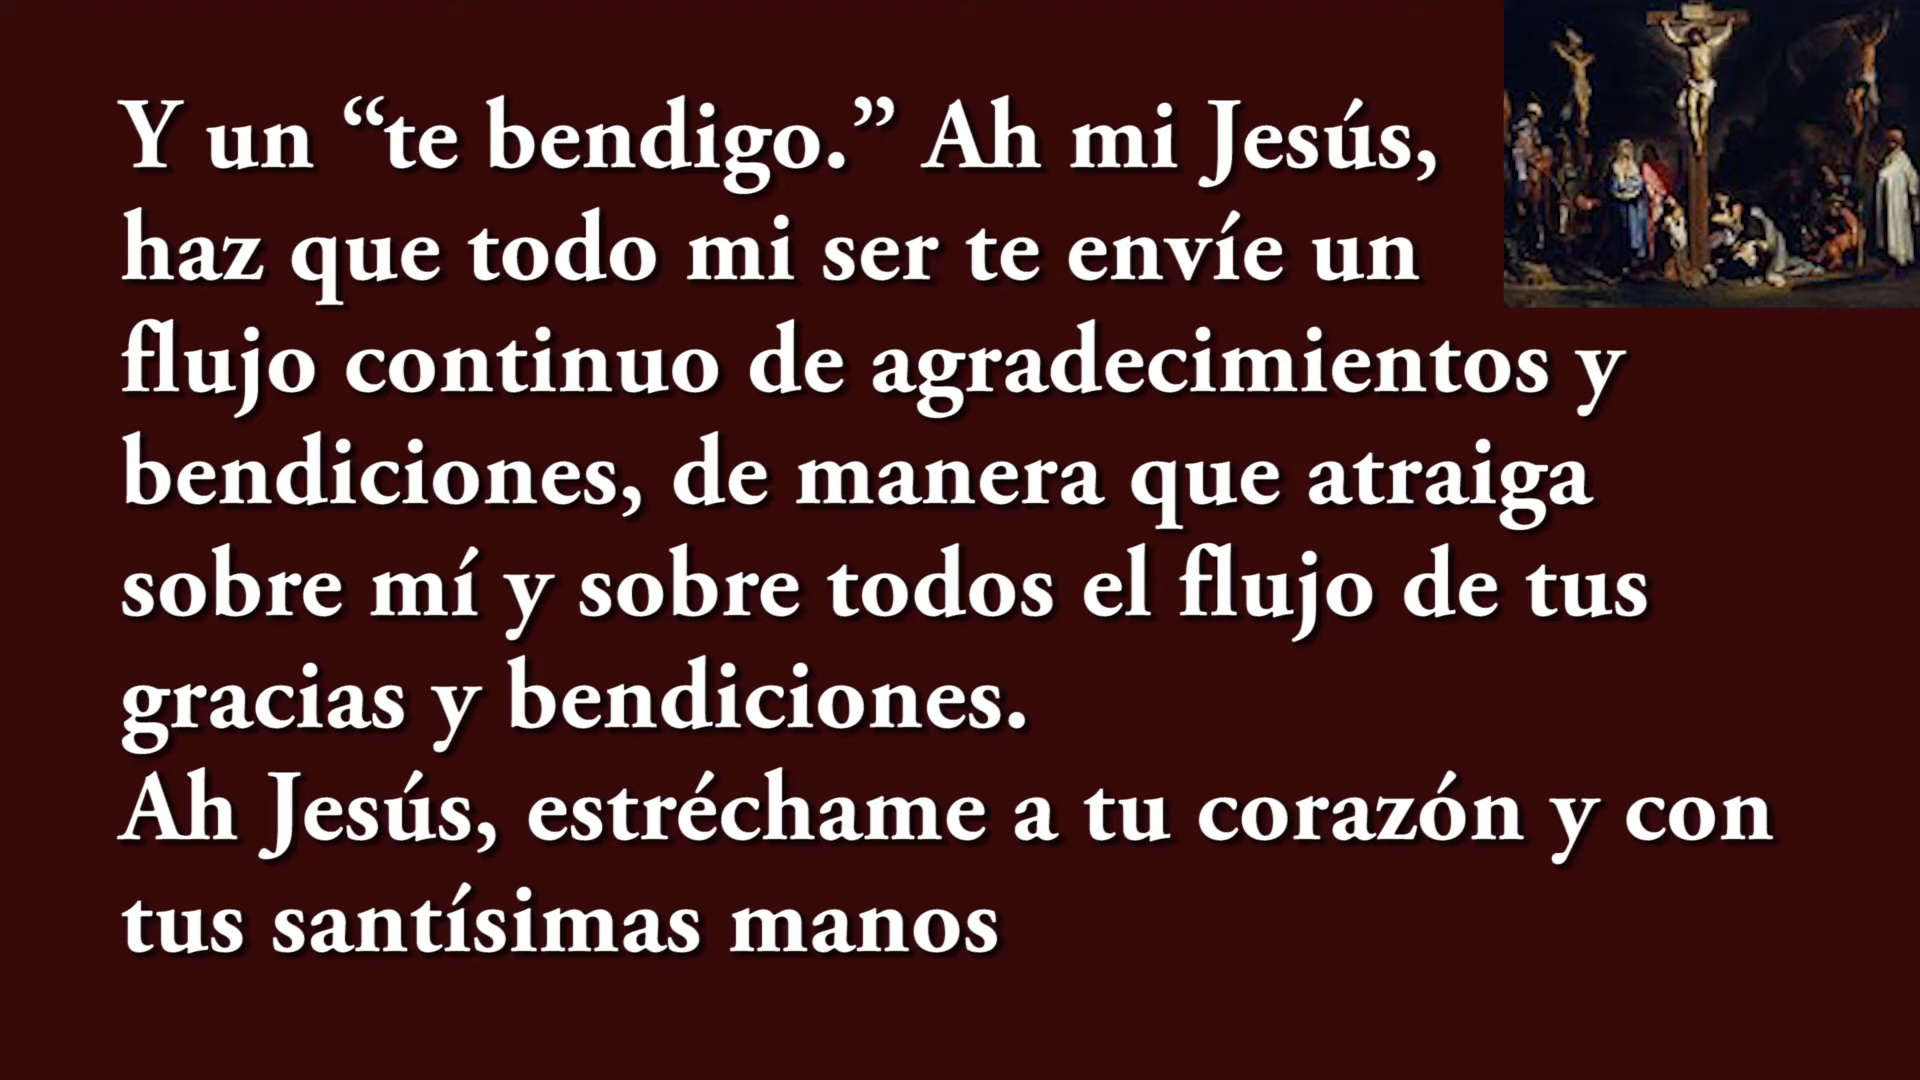 Y un “te bendigo.” Ah mi Jesús,
haz que todo mi ser te envíe un
flujo continuo de agradecimientos y
bendiciones, de manera que atraiga
sobre mí y sobre todos el flujo de tus
gracias y bendiciones.
Ah Jesús, estréchame a tu corazón y con
tus santísimas manos